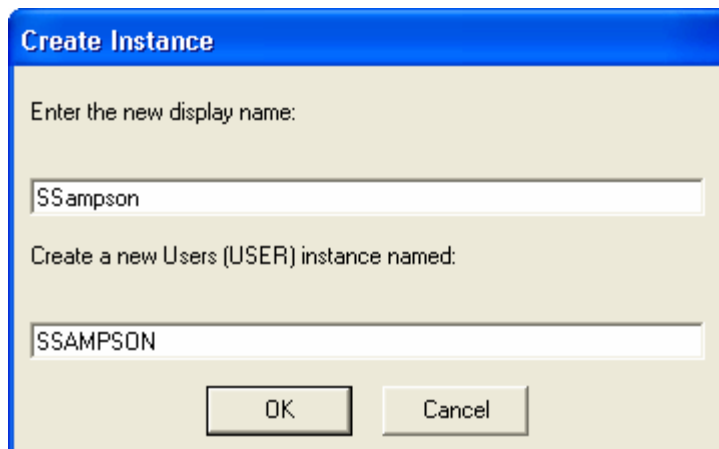 Create Instance
Enter the new display name:
SSampson
Create a new Users (USER) instance named:
SSAMPSON
OK Cancel